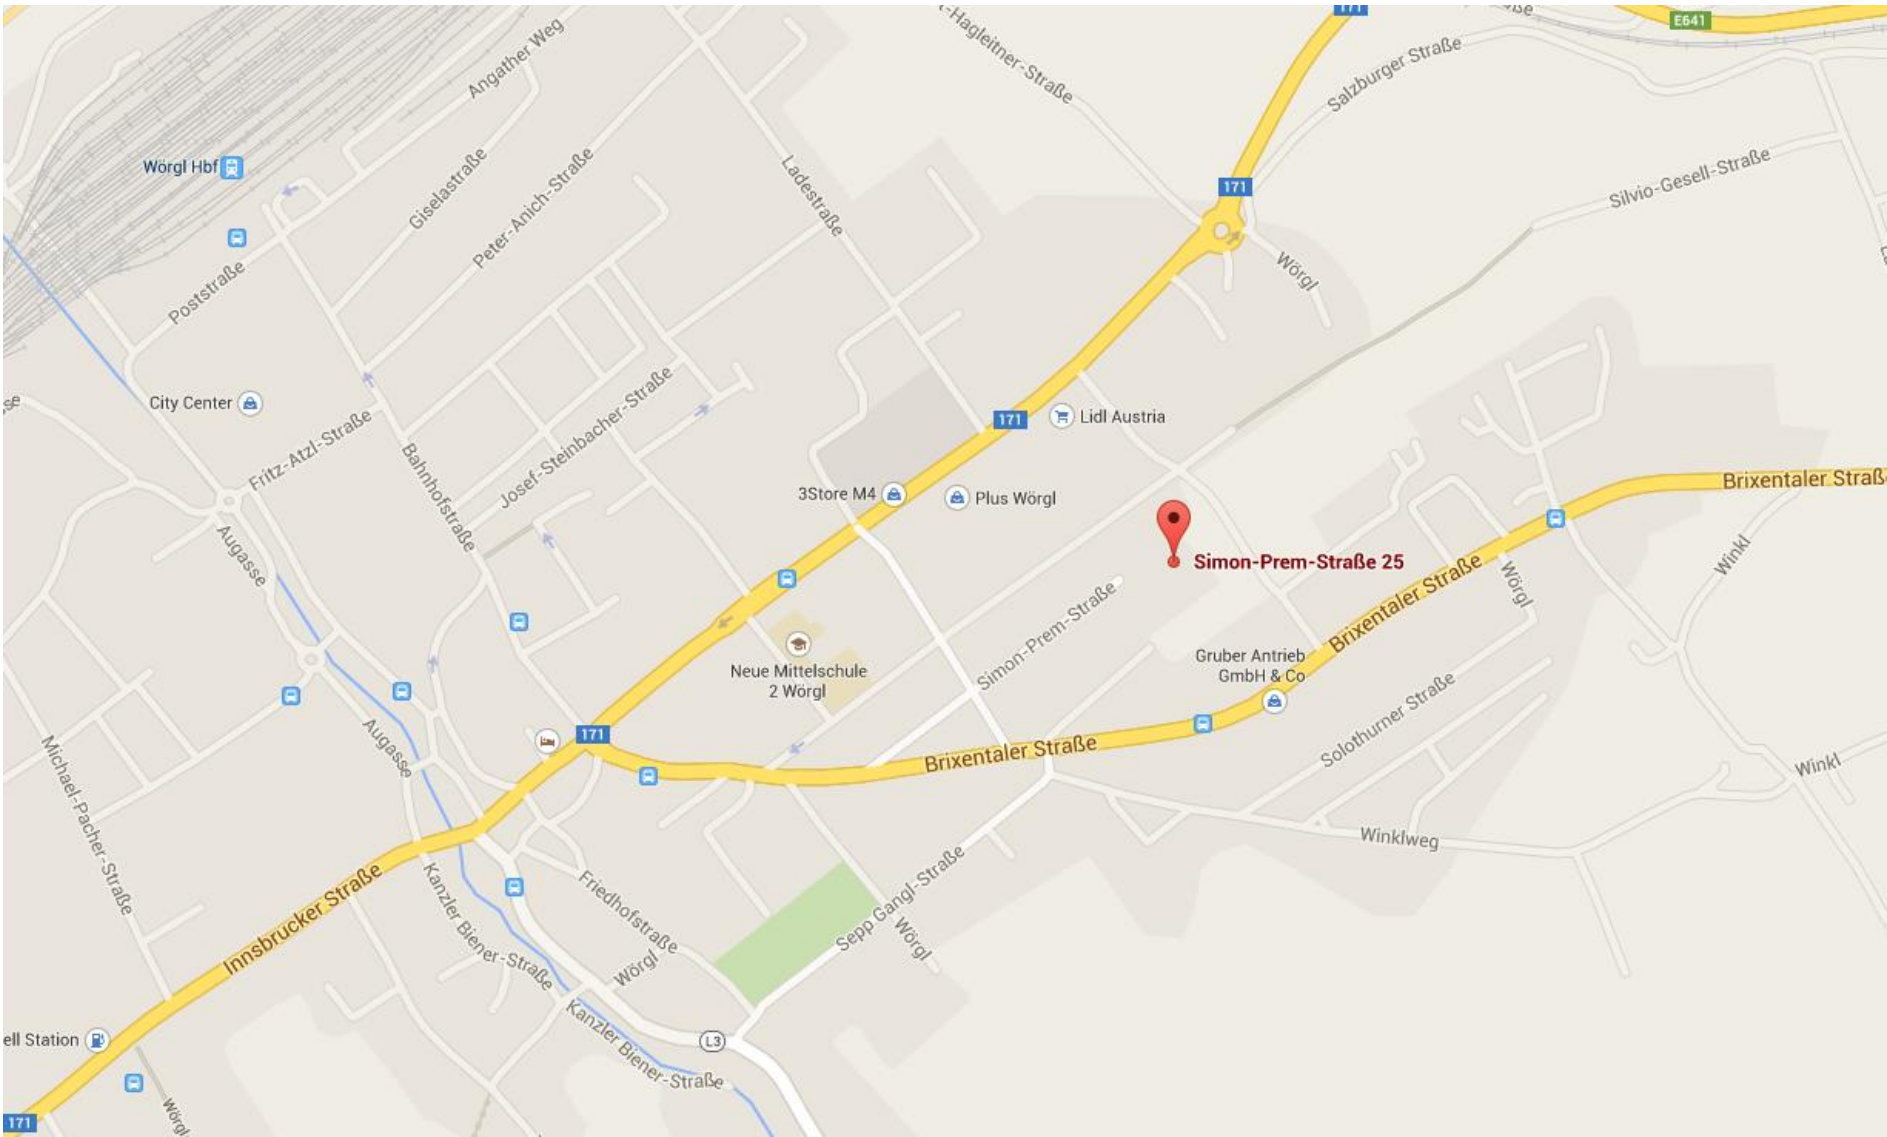 171
E641
r-Hagleitner-Straße
Angather Weg
Salzburger Straße
Wörgl Hbf
Giselastraße
Peter-Anich-Straße
Ladestraße
171
Silvio-Gesell-Straße
Poststraße
Wörgl
City Center
Fritz-Atzl-Straße
Josef-Steinbacher-Straße
171
Lidl Austria
Bahnhofstraße
3Store M4
Plus Wörgl
Brixentaler Straß
Augasse
Simon-Prem-Straße 25
Winkl
Wörgl
Simon-Prem-Straße
Brixentaler Straße
Neue Mittelschule
2 Wörgl
Gruber Antrieb
GmbH & Co
171
Augasse
Brixentaler Straße
Solothurner Straße
Winkl
Michael-Pacher-Straße
Winklweg
Innsbrucker Straße
Kanzler Biener-Straße
Friedhofstraße
Sepp Gangl-Straße
Wörgl
Wörgl
ell Station
Kanzler Biener-Straße
L3
171
Wörgl